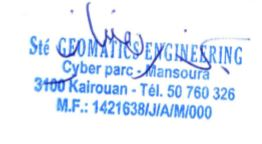 Sté GEOMATICS ENGINEERING
Cyber parc - Mansoura
3100 Kairouan - Tél. 50 760 326
M.F.: 1421638/J/A/M/000